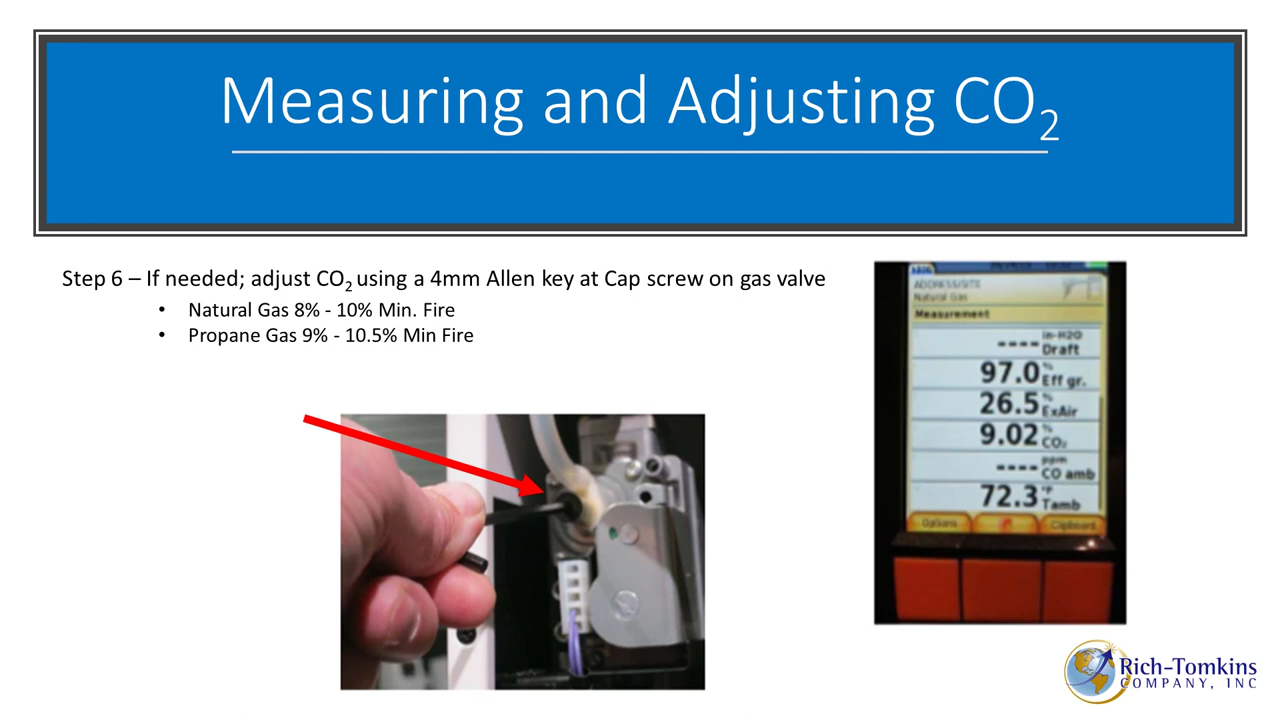 Measuring and Adjusting CO₂
Step 6 – If needed; adjust CO₂ using a 4mm Allen key at Cap screw on gas valve
• Natural Gas 8% - 10% Min. Fire
• Propane Gas 9% - 10.5% Min Fire
ADDRESS/SITE
Natural Gas
Measurement
---- in-H2O Draft
97.0 % Eff gr.
26.5 % ExAir
9.02 % CO₂
---- ppm CO amb
72.3 °F Tamb
Options Clipboard
Rich-Tomkins
COMPANY, INC